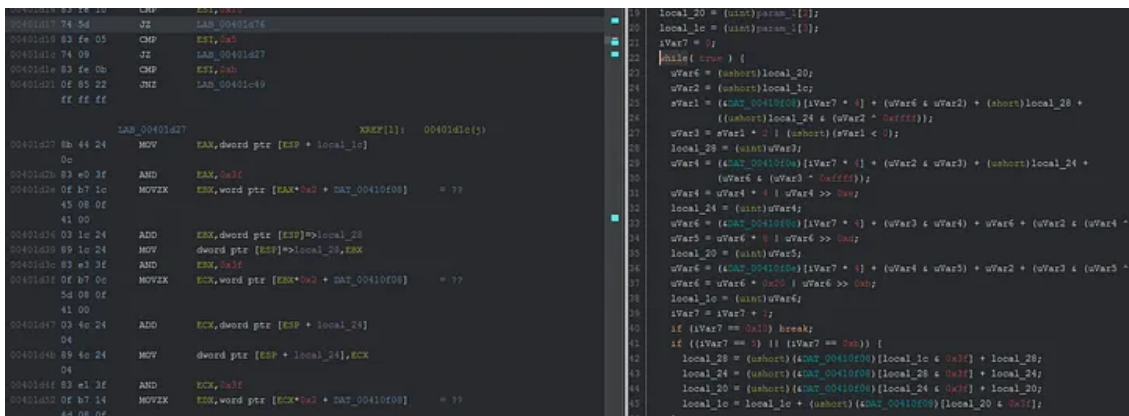 00401d14 83 fe 10 CMP ESI,0x10
00401d17 74 5d JZ LAB_00401d76
00401d19 83 fe 05 CMP ESI,0x5
00401d1c 74 09 JZ LAB_00401d27
00401d1e 83 fe 0b CMP ESI,0xb
00401d21 0f 85 22 JNZ LAB_00401c49
ff ff ff
LAB_00401d27 XREF[1]: 00401d1c(j)
00401d27 8b 44 24 MOV EAX,dword ptr [ESP + local_1c]
0c
00401d2b 83 e0 3f AND EAX,0x3f
00401d2e 0f b7 1c MOVZX EBX,word ptr [EAX*0x2 + DAT_00410f08] = ??
45 08 0f
41 00
00401d36 03 1c 24 ADD EBX,dword ptr [ESP]=>local_28
00401d39 89 1c 24 MOV dword ptr [ESP]=>local_28,EBX
00401d3c 83 e3 3f AND EBX,0x3f
00401d3f 0f b7 0c MOVZX ECX,word ptr [EBX*0x2 + DAT_00410f08] = ??
5d 08 0f
41 00
00401d47 03 4c 24 ADD ECX,dword ptr [ESP + local_24]
04
00401d4b 89 4c 24 MOV dword ptr [ESP + local_24],ECX
04
00401d4f 83 e1 3f AND ECX,0x3f
00401d52 0f b7 14 MOVZX EDX,word ptr [ECX*0x2 + DAT_00410f08] = ??
4d 08 0f
19 local_20 = (uint)param_1[2];
20 local_1c = (uint)param_1[3];
21 iVar7 = 0;
22 while( true ) {
23 uVar6 = (ushort)local_20;
24 uVar2 = (ushort)local_1c;
25 sVar1 = (&DAT_00410f08)[iVar7 * 4] + (uVar6 & uVar2) + (short)local_28 +
26 ((ushort)local_24 & (uVar2 ^ 0xffff));
27 uVar3 = sVar1 * 2 | (ushort)(sVar1 < 0);
28 local_28 = (uint)uVar3;
29 uVar4 = (&DAT_00410f0a)[iVar7 * 4] + (uVar2 & uVar3) + (ushort)local_24 +
30 (uVar6 & (uVar3 ^ 0xffff));
31 uVar4 = uVar4 * 4 | uVar4 >> 0xe;
32 local_24 = (uint)uVar4;
33 uVar6 = (&DAT_00410f0c)[iVar7 * 4] + (uVar3 & uVar4) + uVar6 + (uVar2 & (uVar4 ^
34 uVar5 = uVar6 * 8 | uVar6 >> 0xd;
35 local_20 = (uint)uVar5;
36 uVar6 = (&DAT_00410f0e)[iVar7 * 4] + (uVar4 & uVar5) + uVar2 + (uVar3 & (uVar5 ^
37 uVar6 = uVar6 * 0x20 | uVar6 >> 0xb;
38 local_1c = (uint)uVar6;
39 iVar7 = iVar7 + 1;
40 if (iVar7 == 0x10) break;
41 if ((iVar7 == 5) || (iVar7 == 0xb)) {
42 local_28 = (ushort)(&DAT_00410f08)[local_1c & 0x3f] + local_28;
43 local_24 = (ushort)(&DAT_00410f08)[local_28 & 0x3f] + local_24;
44 local_20 = (ushort)(&DAT_00410f08)[local_24 & 0x3f] + local_20;
45 local_1c = local_1c + (ushort)(&DAT_00410f08)[local_20 & 0x3f];